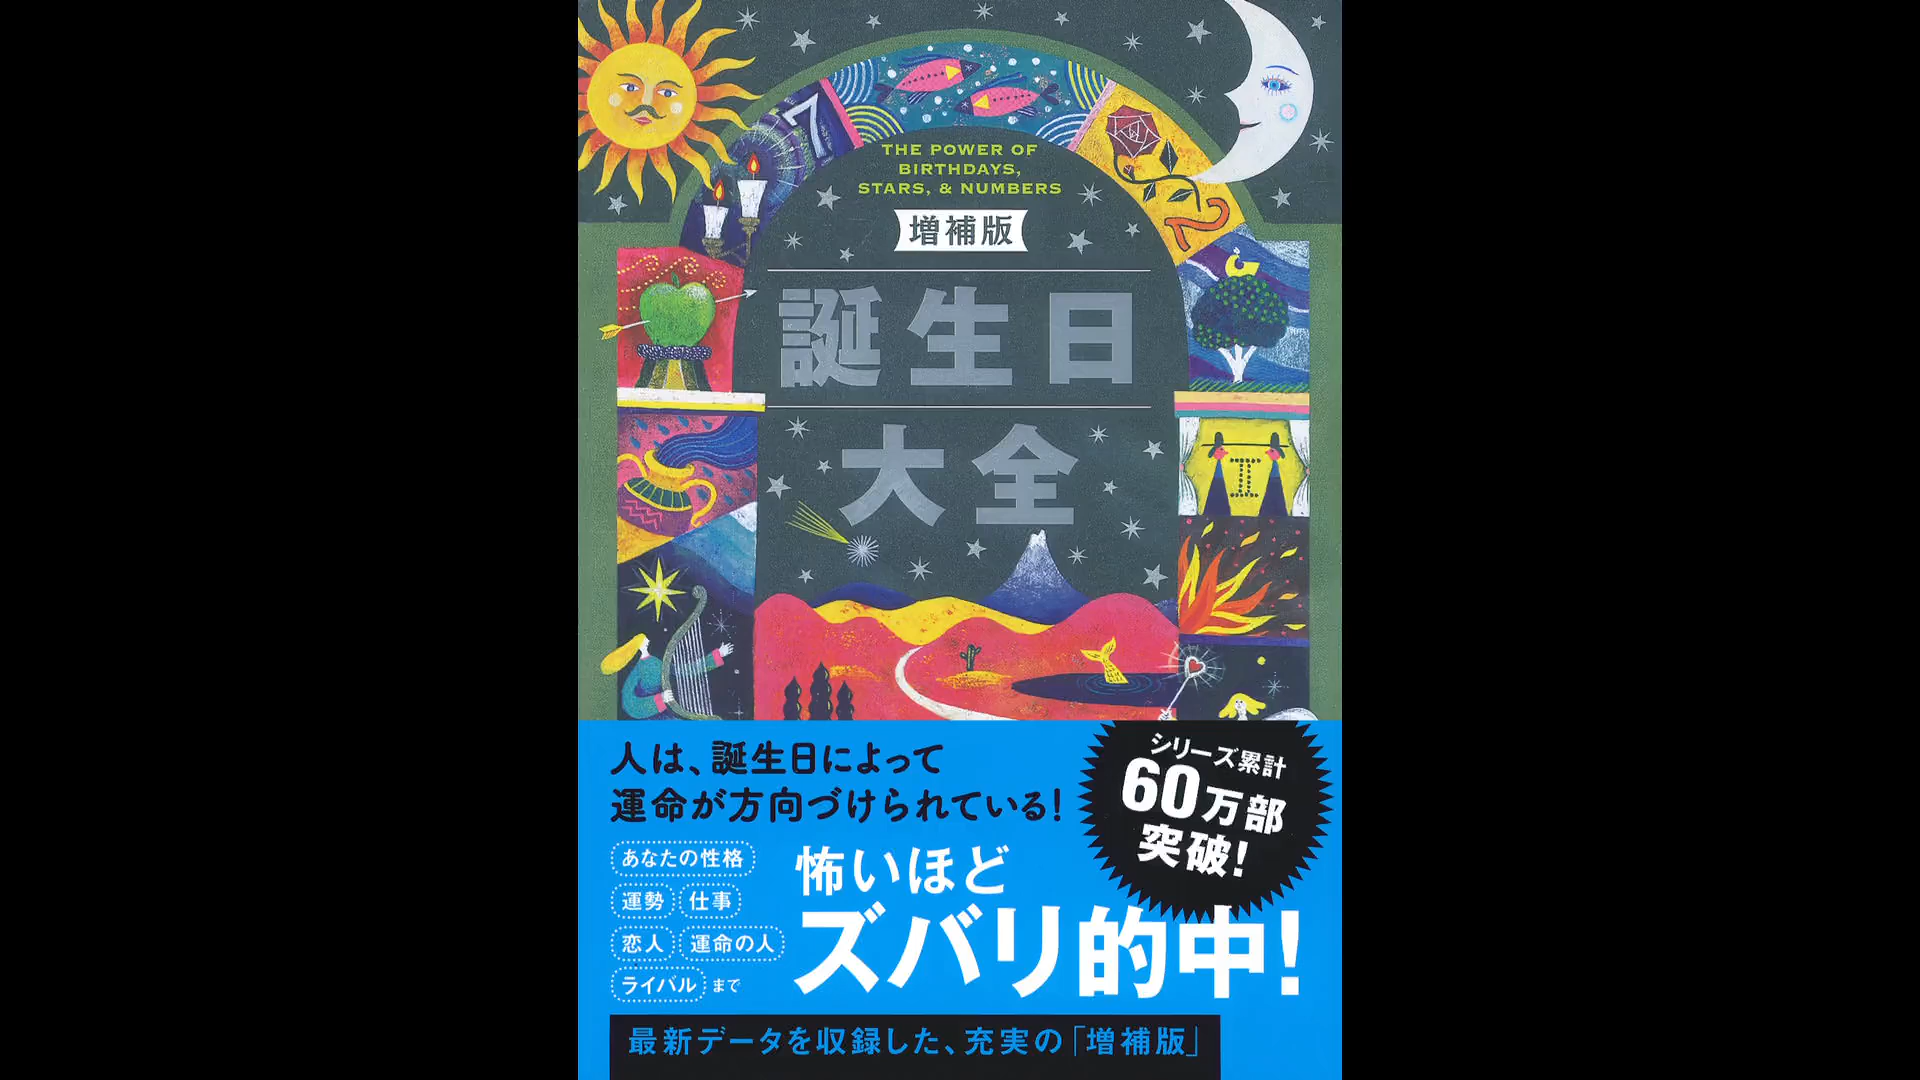 THE POWER OF
BIRTHDAYS,
STARS, & NUMBERS
増補版
誕生日
大全
7
2
人は、誕生日によって
運命が方向づけられている!
シリーズ累計
60万部
突破!
あなたの性格
運勢 仕事
恋人 運命の人
ライバル まで
怖いほど
ズバリ的中!
最新データを収録した、充実の「増補版」